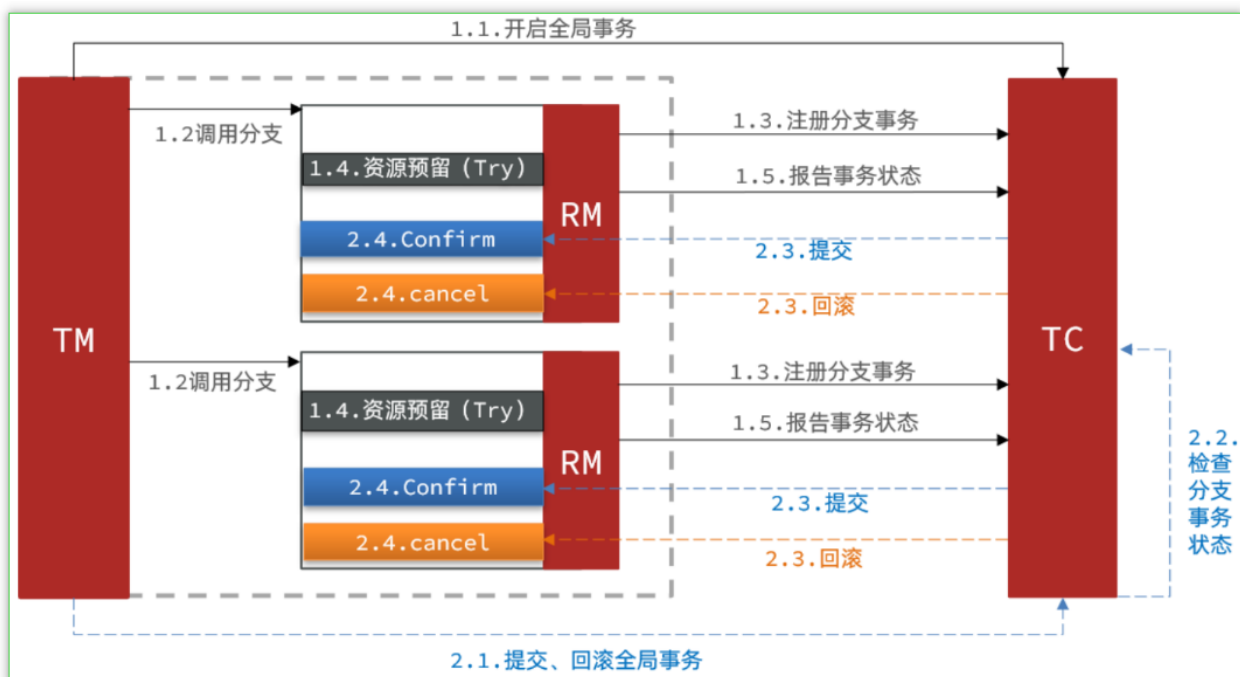 1.1.开启全局事务
1.2调用分支
1.3.注册分支事务
1.4.资源预留（Try）
1.5.报告事务状态
RM
2.4.Confirm
2.3.提交
2.4.cancel
2.3.回滚
TM
TC
1.2调用分支
1.3.注册分支事务
1.4.资源预留（Try）
1.5.报告事务状态
RM
2.4.Confirm
2.3.提交
2.4.cancel
2.3.回滚
2.2.
检查
分支
事务
状态
2.1.提交、回滚全局事务